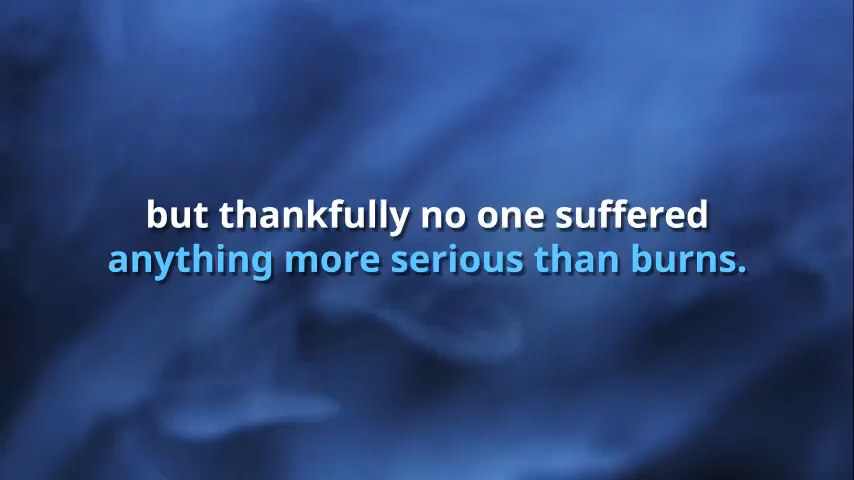 but thankfully no one suffered
anything more serious than burns.